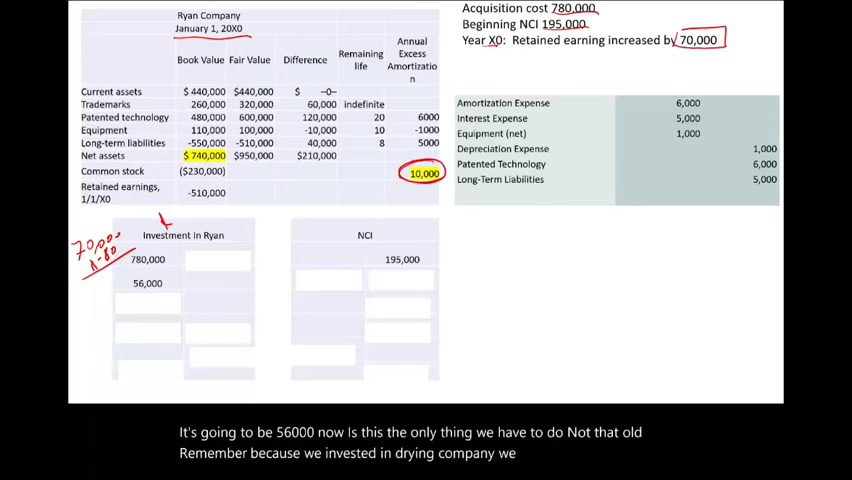 Acquisition cost 780,000
Beginning NCI 195,000
Year X0: Retained earning increased by 70,000
Ryan Company
January 1, 20X0
Book Value Fair Value Difference Remaining life Annual Excess Amortizatio n
Current assets $ 440,000 $440,000 $ –0–
Trademarks 260,000 320,000 60,000 indefinite
Patented technology 480,000 600,000 120,000 20 6000
Equipment 110,000 100,000 -10,000 10 -1000
Long-term liabilities -550,000 -510,000 40,000 8 5000
Net assets $ 740,000 $950,000 $210,000
Common stock ($230,000) 10,000
Retained earnings, 1/1/X0 -510,000
Amortization Expense 6,000
Interest Expense 5,000
Equipment (net) 1,000
Depreciation Expense 1,000
Patented Technology 6,000
Long-Term Liabilities 5,000
70,000
x.80
Investment In Ryan
780,000
56,000
NCI
195,000
It's going to be 56000 now Is this the only thing we have to do Not that old
Remember because we invested in drying company we